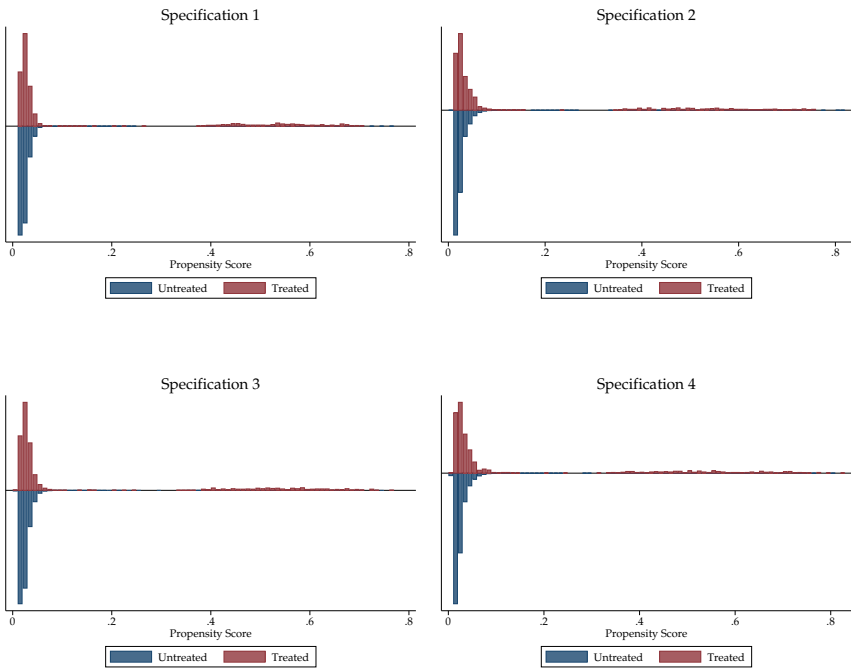 Specification 1
0 .2 .4 .6 .8
Propensity Score
Untreated Treated
Specification 2
0 .2 .4 .6 .8
Propensity Score
Untreated Treated
Specification 3
0 .2 .4 .6 .8
Propensity Score
Untreated Treated
Specification 4
0 .2 .4 .6 .8
Propensity Score
Untreated Treated